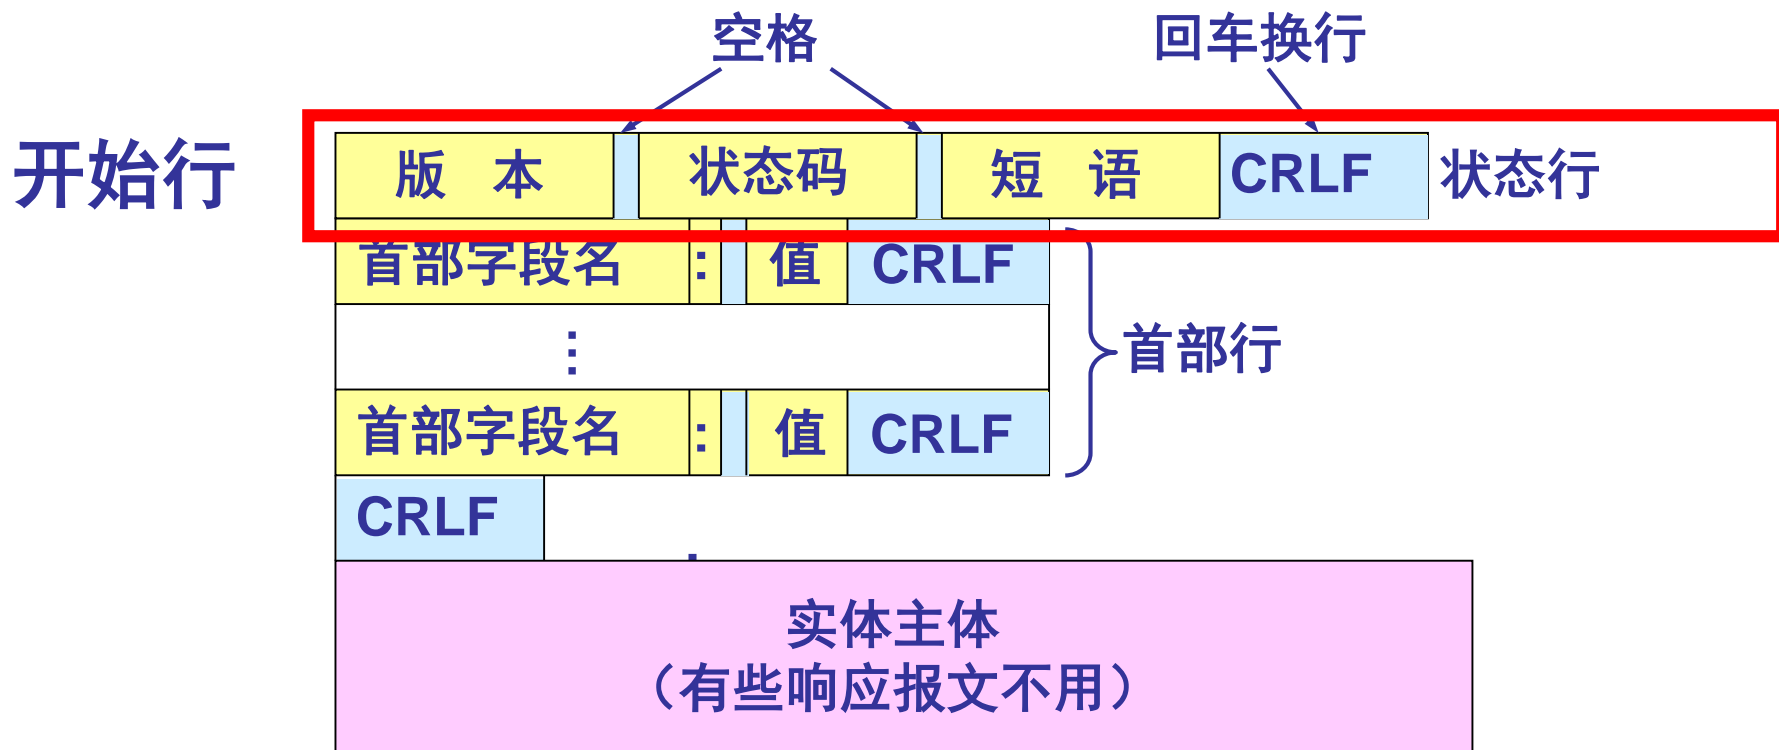 空格 回车换行
开始行 版 本 状态码 短 语 CRLF 状态行
首部字段名 : 值 CRLF
⋮
首部行
首部字段名 : 值 CRLF
CRLF
实体主体
（有些响应报文不用）